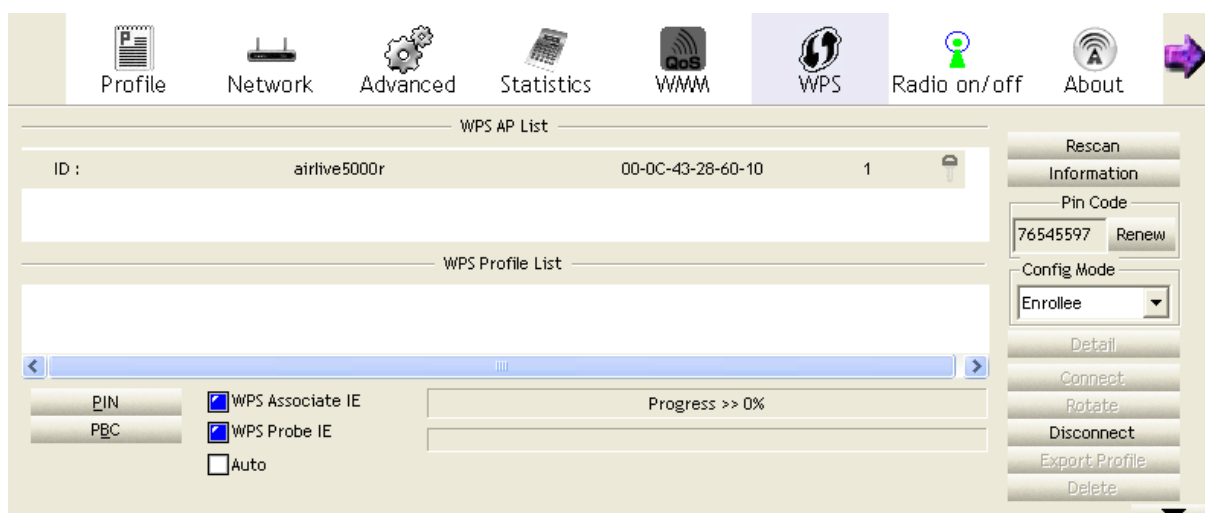 Profile Network Advanced Statistics QoS WMM WPS Radio on/off About
WPS AP List
ID : airlive5000r 00-0C-43-28-60-10 1
Rescan
Information
Pin Code
76545597 Renew
WPS Profile List
Config Mode
Enrollee
Detail
Connect
Rotate
Disconnect
Export Profile
Delete
PIN
PBC
WPS Associate IE
WPS Probe IE
Auto
Progress >> 0%